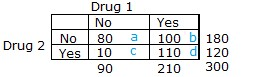 Drug 1
No Yes
Drug 2 No 80 a 100 b 180
Yes 10 c 110 d 120
90 210 300